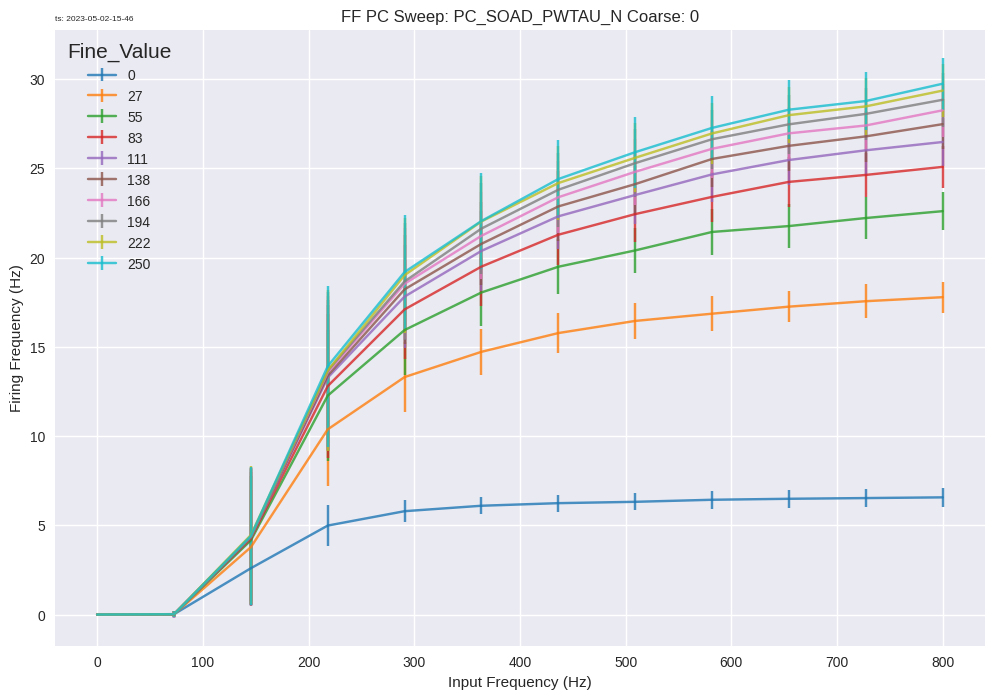 ts: 2023-05-02-15-46
FF PC Sweep: PC_SOAD_PWTAU_N Coarse: 0
Fine_Value
0
27
55
83
111
138
166
194
222
250
30
25
20
15
10
5
0
Firing Frequency (Hz)
0 100 200 300 400 500 600 700 800
Input Frequency (Hz)